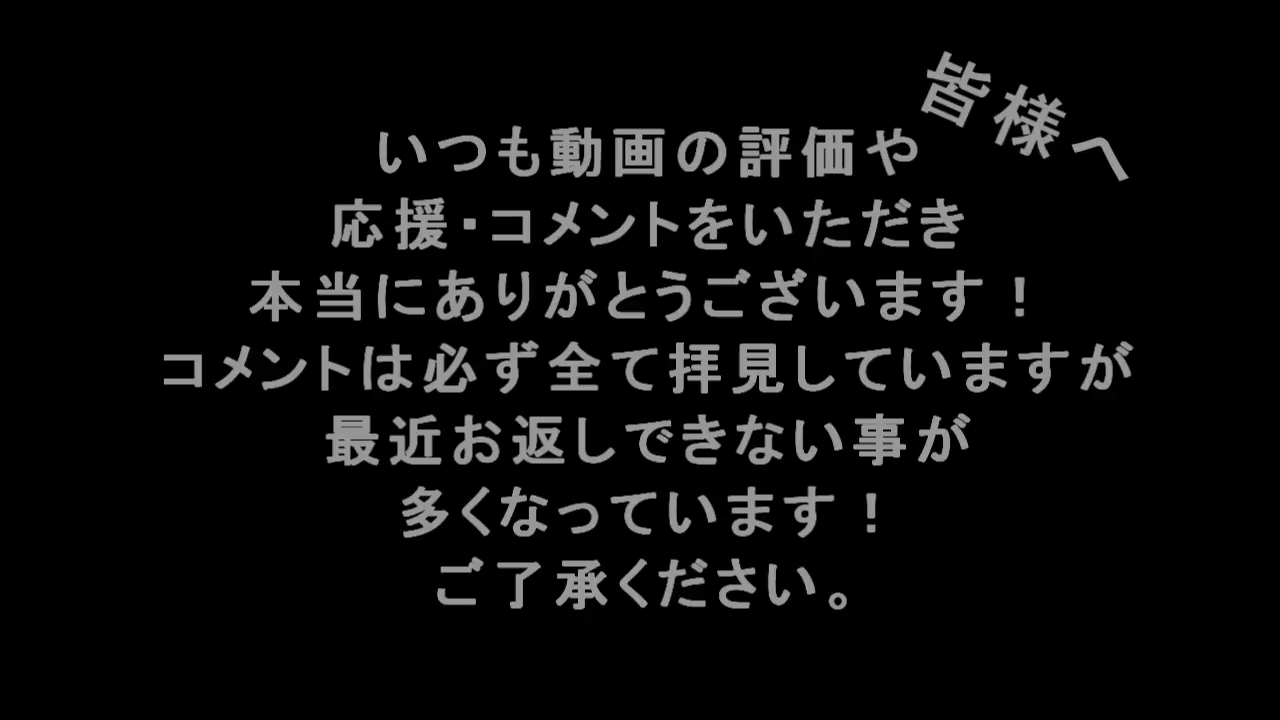 皆様へ
いつも動画の評価や
応援・コメントをいただき
本当にありがとうございます！
コメントは必ず全て拝見していますが
最近お返しできない事が
多くなっています！
ご了承ください。